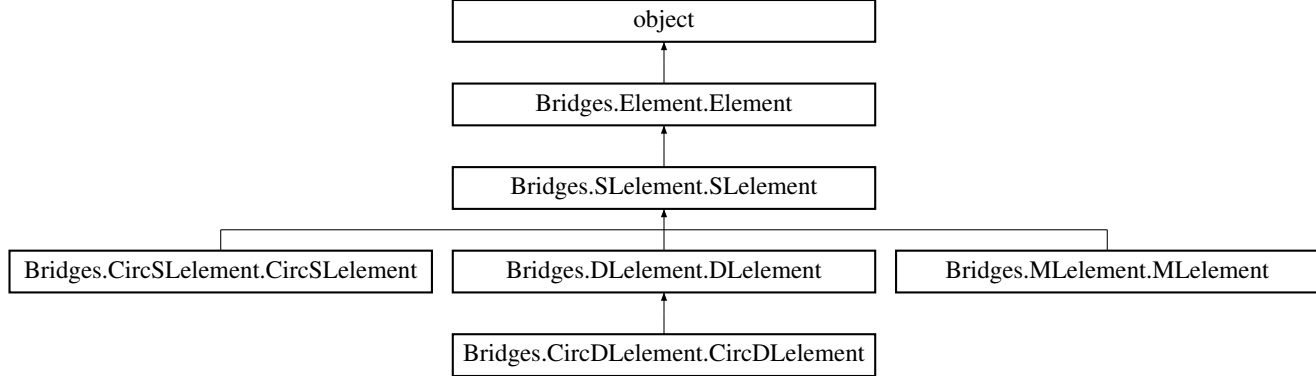 object
Bridges.Element.Element
Bridges.SLelement.SLelement
Bridges.CircSLelement.CircSLelement
Bridges.DLelement.DLelement
Bridges.MLelement.MLelement
Bridges.CircDLelement.CircDLelement